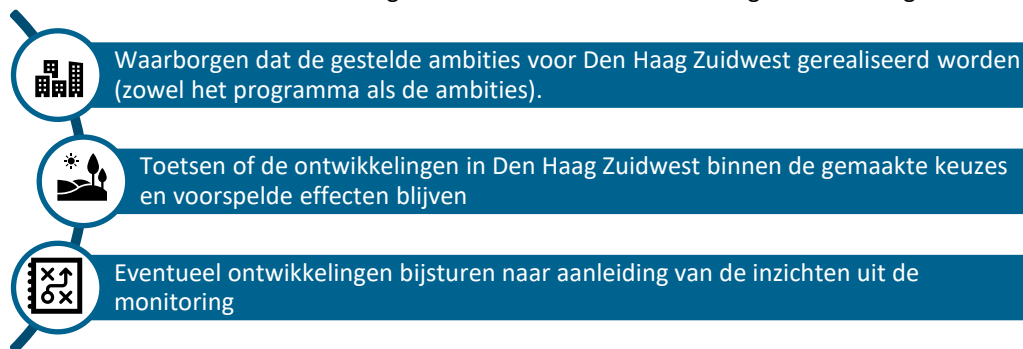 Waarborgen dat de gestelde ambities voor Den Haag Zuidwest gerealiseerd worden
(zowel het programma als de ambities).
Toetsen of de ontwikkelingen in Den Haag Zuidwest binnen de gemaakte keuzes
en voorspelde effecten blijven
Eventueel ontwikkelingen bijsturen naar aanleiding van de inzichten uit de
monitoring